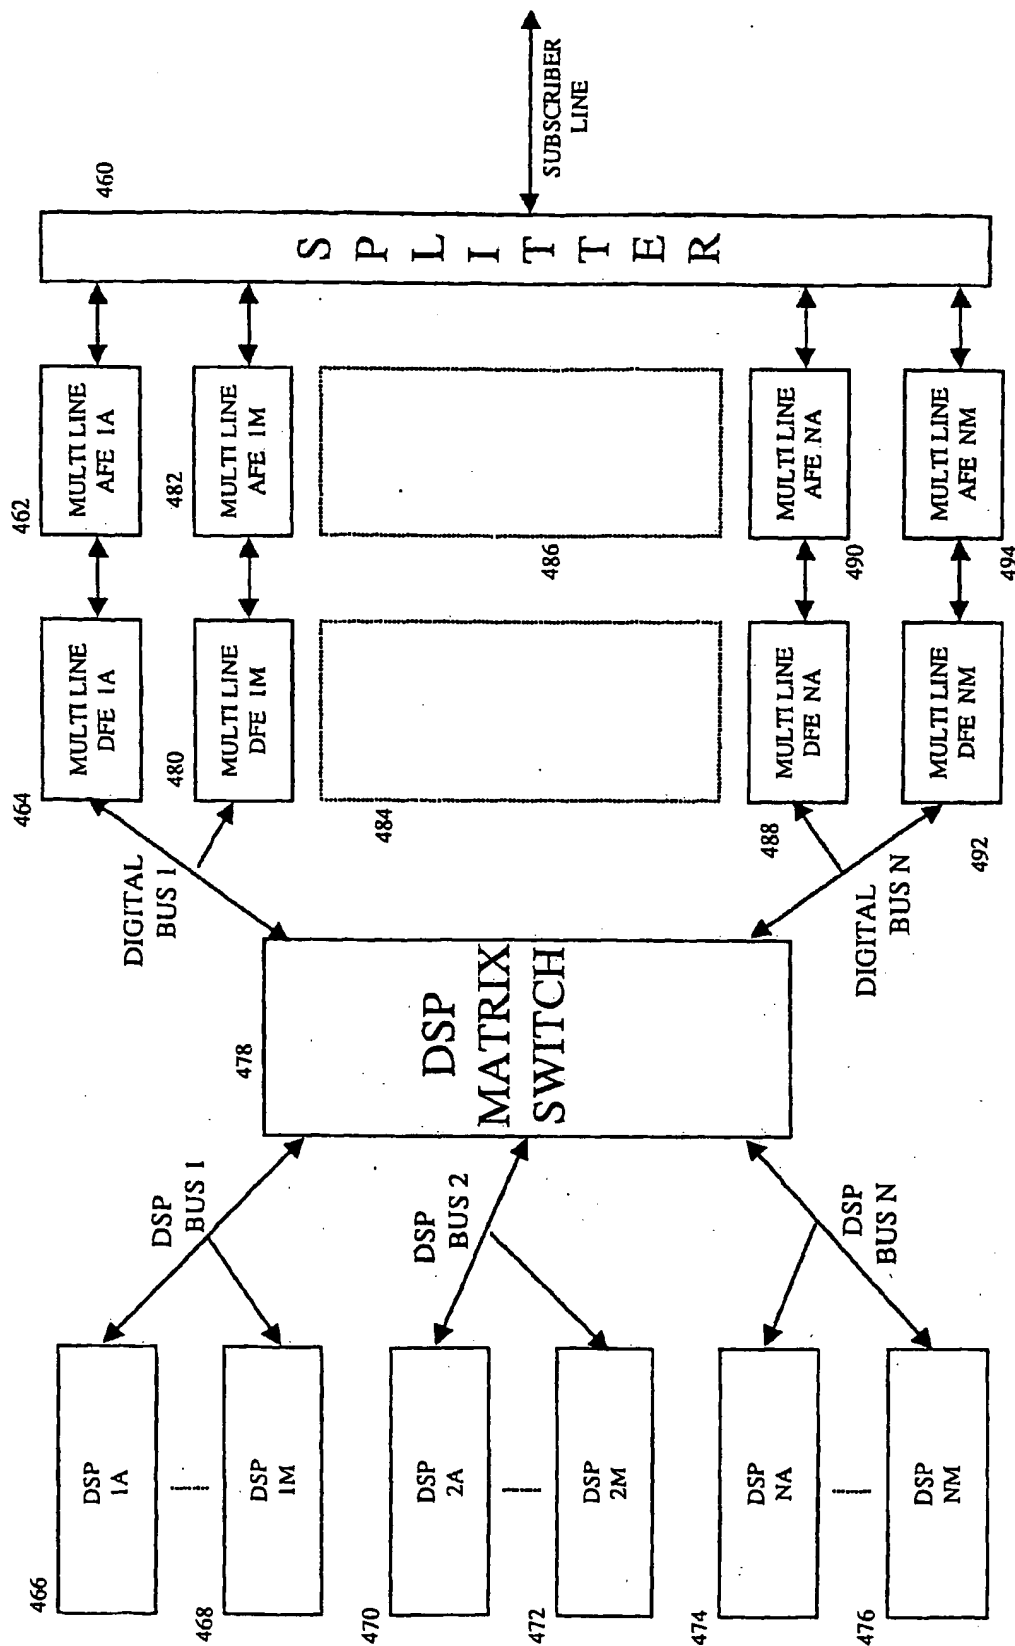 466
DSP
1A
468
DSP
1M
470
DSP
2A
472
DSP
2M
474
DSP
NA
476
DSP
NM
DSP
BUS 1
DSP
BUS 2
DSP
BUS N
478
DSP
MATRIX
SWITCH
DIGITAL
BUS 1
DIGITAL
BUS N
464
MULTI LINE
DFE 1A
480
MULTI LINE
DFE 1M
484
488
MULTI LINE
DFE NA
492
MULTI LINE
DFE NM
462
MULTI LINE
AFE 1A
482
MULTI LINE
AFE 1M
486
490
MULTI LINE
AFE NA
494
MULTI LINE
AFE NM
460
SPLITTER
SUBSCRIBER
LINE